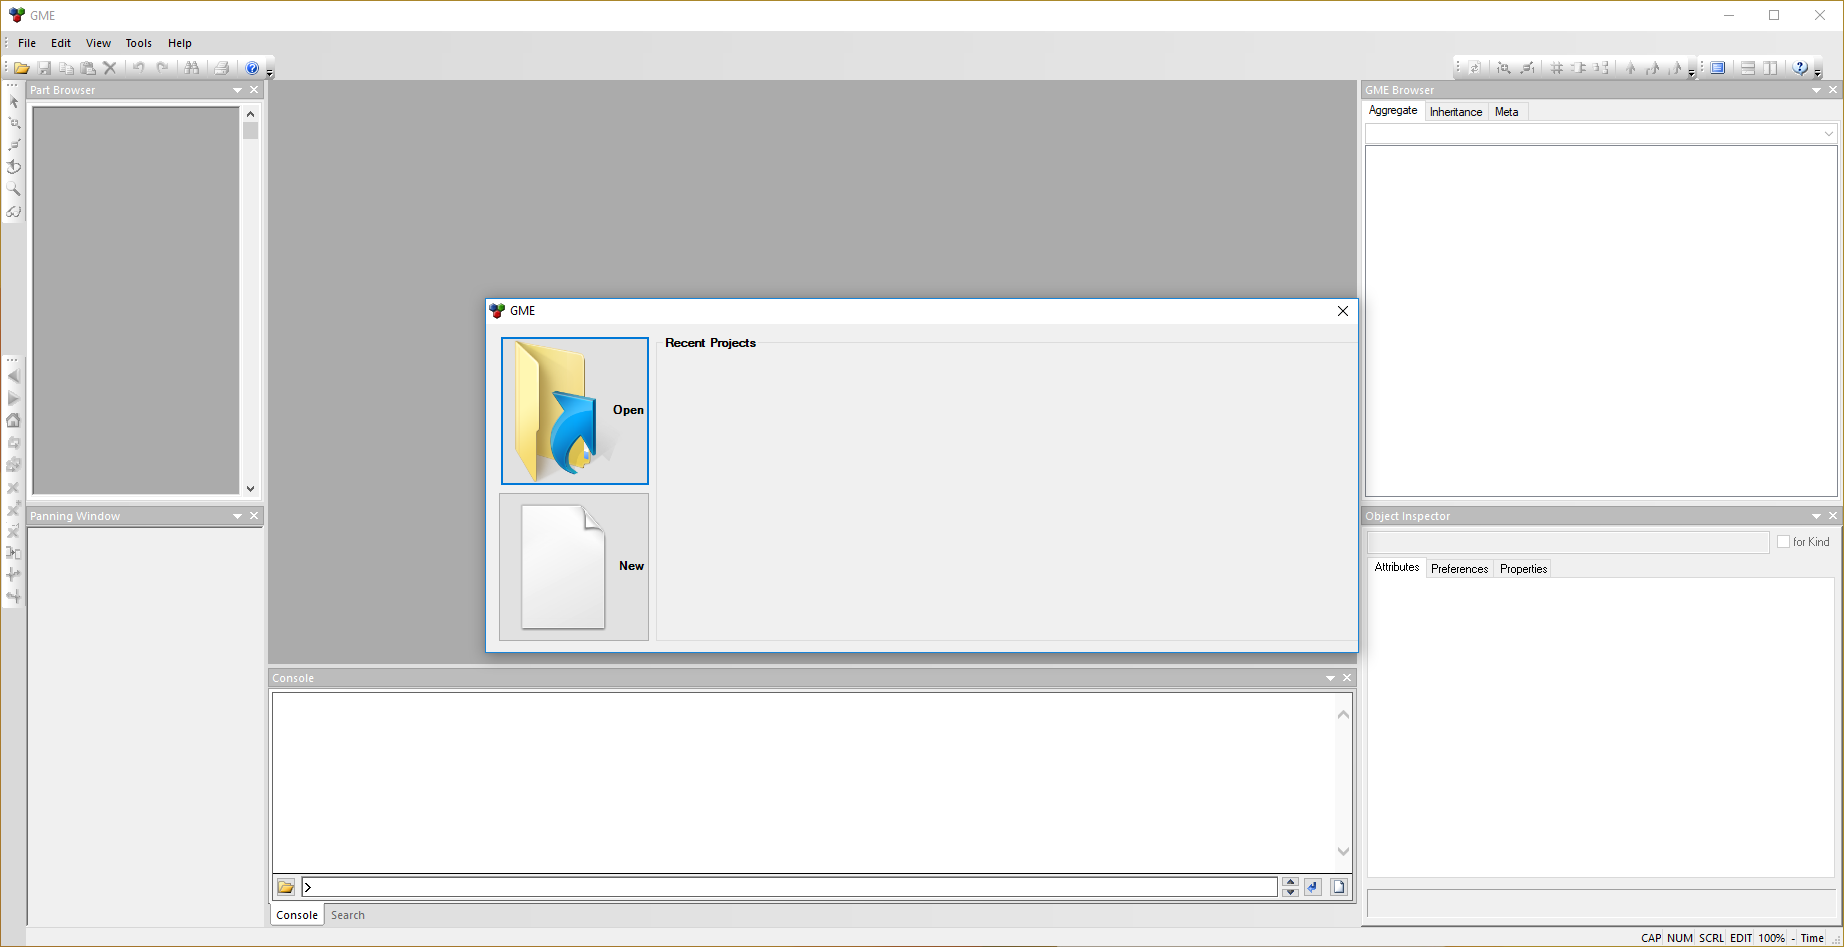 GME
File Edit View Tools Help
Part Browser
GME Browser
Aggregate Inheritance Meta
GME
Recent Projects
Open
New
Panning Window
Object Inspector
for Kind
Attributes Preferences Properties
Console
>
Console Search
CAP NUM SCRL EDIT 100% - Time